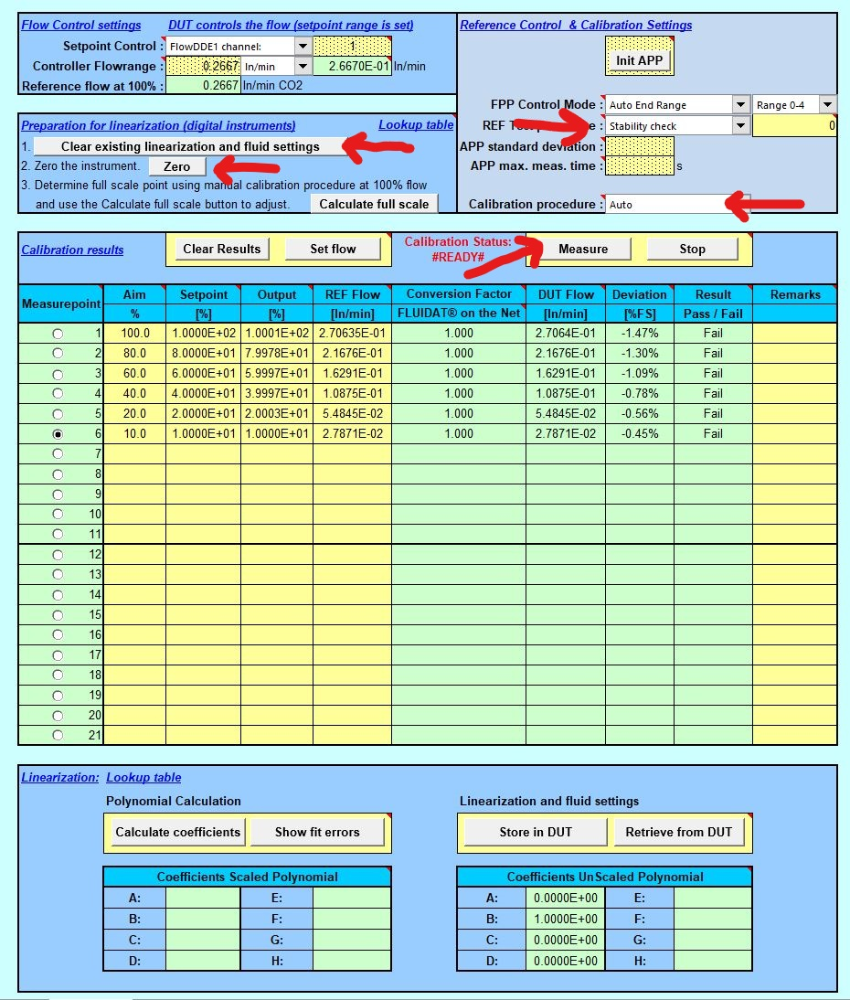 Flow Control settings DUT controls the flow (setpoint range is set)
Setpoint Control : FlowDDE1 channel: 1
Controller Flowrange : 0.2667 ln/min 2.6670E-01 ln/min
Reference flow at 100% : 0.2667 ln/min CO2
Reference Control & Calibration Settings
Init APP
FPP Control Mode : Auto End Range Range 0-4
REF : Stability check 0
APP standard deviation :
APP max. meas. time : s
Calibration procedure : Auto
Preparation for linearization (digital instruments) Lookup table
1. Clear existing linearization and fluid settings
2. Zero the instrument. Zero
3. Determine full scale point using manual calibration procedure at 100% flow
and use the Calculate full scale button to adjust. Calculate full scale
Calibration results Clear Results Set flow Calibration Status: Measure Stop
#READY#
Measurepoint Aim Setpoint Output REF Flow Conversion Factor DUT Flow Deviation Result Remarks
% [%] [%] [ln/min] FLUIDAT® on the Net [ln/min] [%FS] Pass / Fail
1 100.0 1.0000E+02 1.0001E+02 2.70635E-01 1.000 2.7064E-01 -1.47% Fail
2 80.0 8.0000E+01 7.9978E+01 2.1676E-01 1.000 2.1676E-01 -1.30% Fail
3 60.0 6.0000E+01 5.9997E+01 1.6291E-01 1.000 1.6291E-01 -1.09% Fail
4 40.0 4.0000E+01 3.9997E+01 1.0875E-01 1.000 1.0875E-01 -0.78% Fail
5 20.0 2.0000E+01 2.0003E+01 5.4845E-02 1.000 5.4845E-02 -0.56% Fail
6 10.0 1.0000E+01 1.0000E+01 2.7871E-02 1.000 2.7871E-02 -0.45% Fail
7
8
9
10
11
12
13
14
15
16
17
18
19
20
21
Linearization: Lookup table
Polynomial Calculation
Calculate coefficients Show fit errors
Linearization and fluid settings
Store in DUT Retrieve from DUT
Coefficients Scaled Polynomial
A: E:
B: F:
C: G:
D: H:
Coefficients UnScaled Polynomial
A: 0.0000E+00 E:
B: 1.0000E+00 F:
C: 0.0000E+00 G:
D: 0.0000E+00 H: